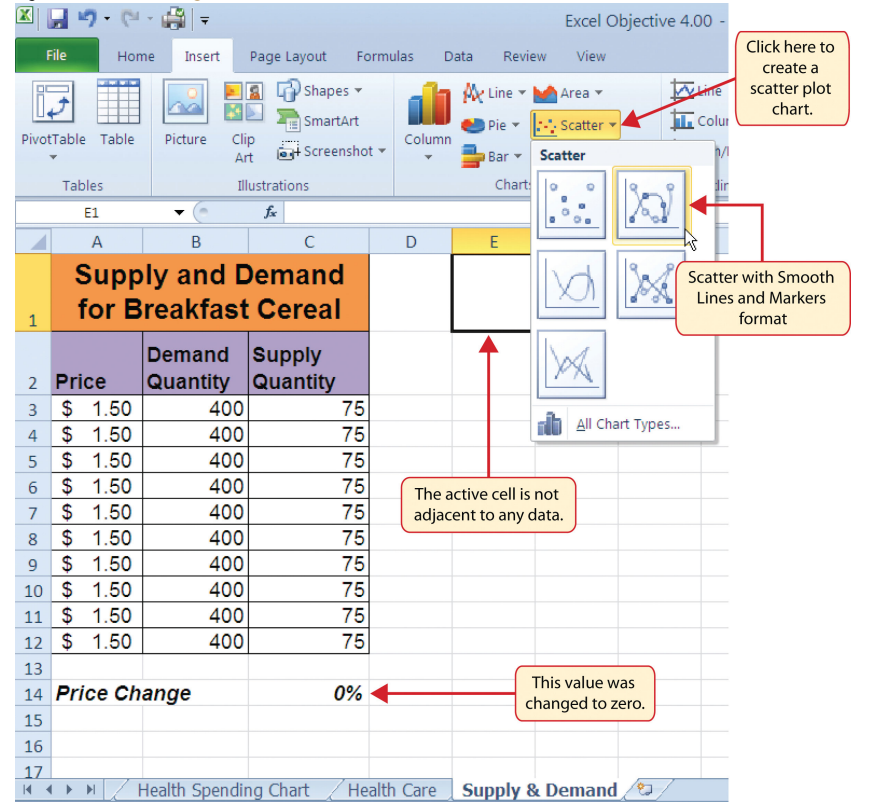 Excel Objective 4.00 -
File Home Insert Page Layout Formulas Data Review View
PivotTable
Table
Tables
Picture
Clip
Art
Shapes
SmartArt
Screenshot
Illustrations
Column
Line
Pie
Bar
Area
Scatter
Chart
Line
Colu
Click here to
create a
scatter plot
chart.
Scatter
All Chart Types...
Scatter with Smooth
Lines and Markers
format
E1 fx
A B C D E
1 Supply and Demand
for Breakfast Cereal
2 Price Demand Quantity Supply Quantity
3 $ 1.50 400 75
4 $ 1.50 400 75
5 $ 1.50 400 75
6 $ 1.50 400 75
7 $ 1.50 400 75
8 $ 1.50 400 75
9 $ 1.50 400 75
10 $ 1.50 400 75
11 $ 1.50 400 75
12 $ 1.50 400 75
13
14 Price Change 0%
15
16
17
The active cell is not
adjacent to any data.
This value was
changed to zero.
Health Spending Chart Health Care Supply & Demand